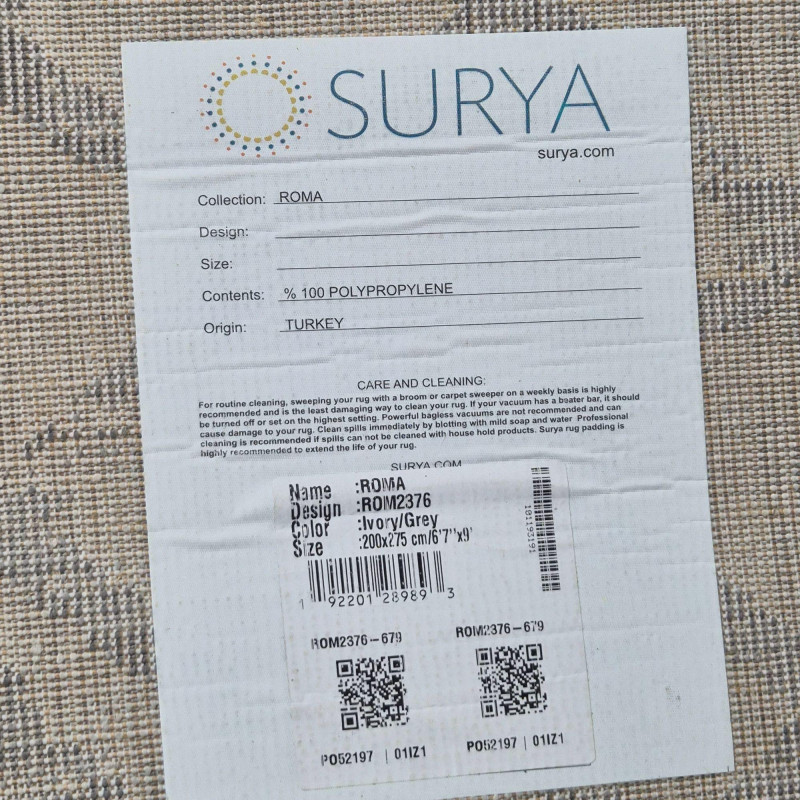 SURYA
surya.com
Collection: ROMA
Design:
Size:
Contents: % 100 POLYPROPYLENE
Origin: TURKEY
CARE AND CLEANING:
For routine cleaning, sweeping your rug with a broom or carpet sweeper on a weekly basis is highly
recommended and is the least damaging way to clean your rug. If your vacuum has a beater bar, it should
be turned off or set on the highest setting. Powerful bagless vacuums are not recommended and can
cause damage to your rug. Clean spills immediately by blotting with mild soap and water Professional
cleaning is recommended if spills can not be cleaned with house hold products. Surya rug padding is
highly recommended to extend the life of your rug.
SURYA.COM
Name :ROMA
Design :ROM2376
Color :Ivory/Grey
Size :200x275 cm/6'7''x9'
1 92201 28989 3
ROM2376-679 ROM2376-679
PO52197 | 01IZ1 PO52197 | 01IZ1